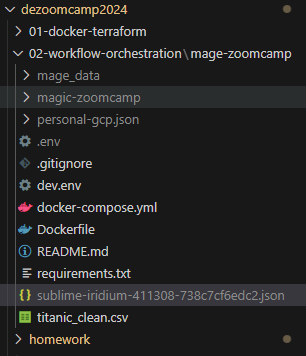 dezoomcamp2024
01-docker-terraform
02-workflow-orchestration\mage-zoomcamp
mage_data
magic-zoomcamp
personal-gcp.json
.env
.gitignore
dev.env
docker-compose.yml
Dockerfile
README.md
requirements.txt
sublime-iridium-411308-738c7cf6edc2.json
titanic_clean.csv
homework